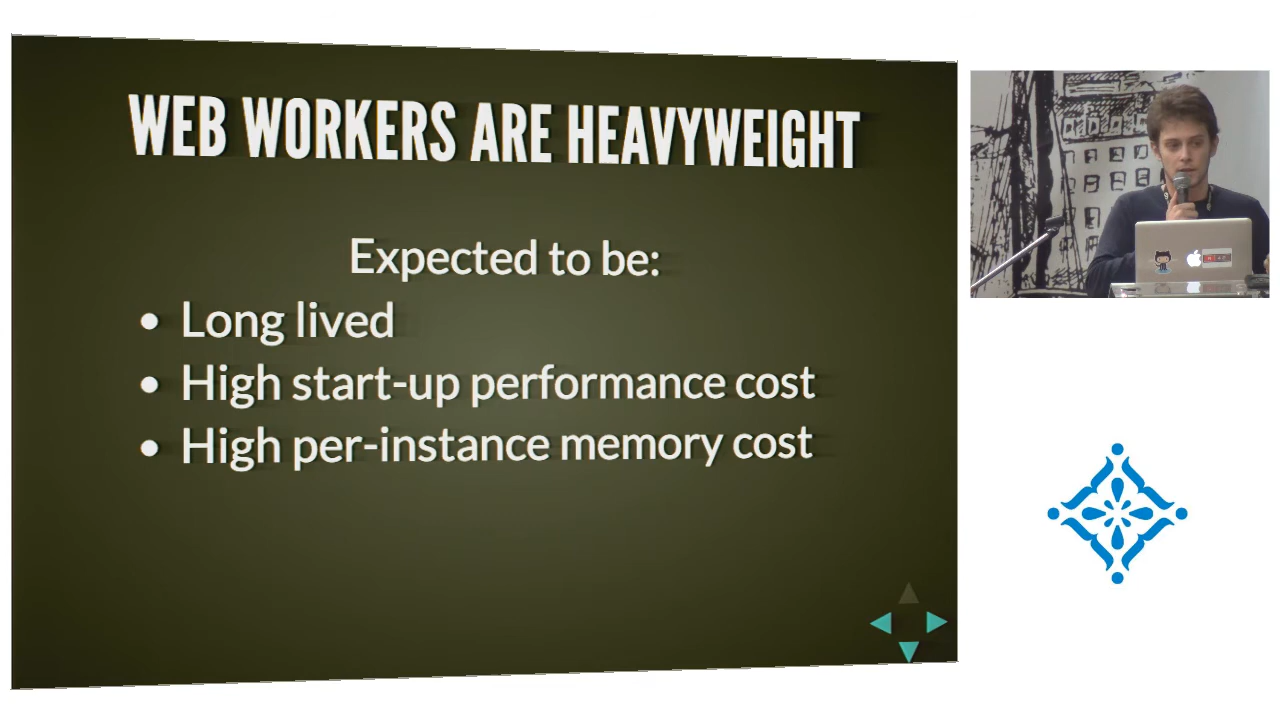 WEB WORKERS ARE HEAVYWEIGHT
Expected to be:
Long lived
High start-up performance cost
High per-instance memory cost